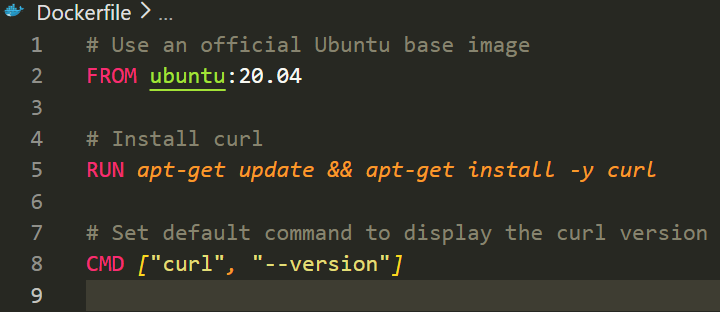 Dockerfile > ...
1 # Use an official Ubuntu base image
2 FROM ubuntu:20.04
3
4 # Install curl
5 RUN apt-get update && apt-get install -y curl
6
7 # Set default command to display the curl version
8 CMD ["curl", "--version"]
9